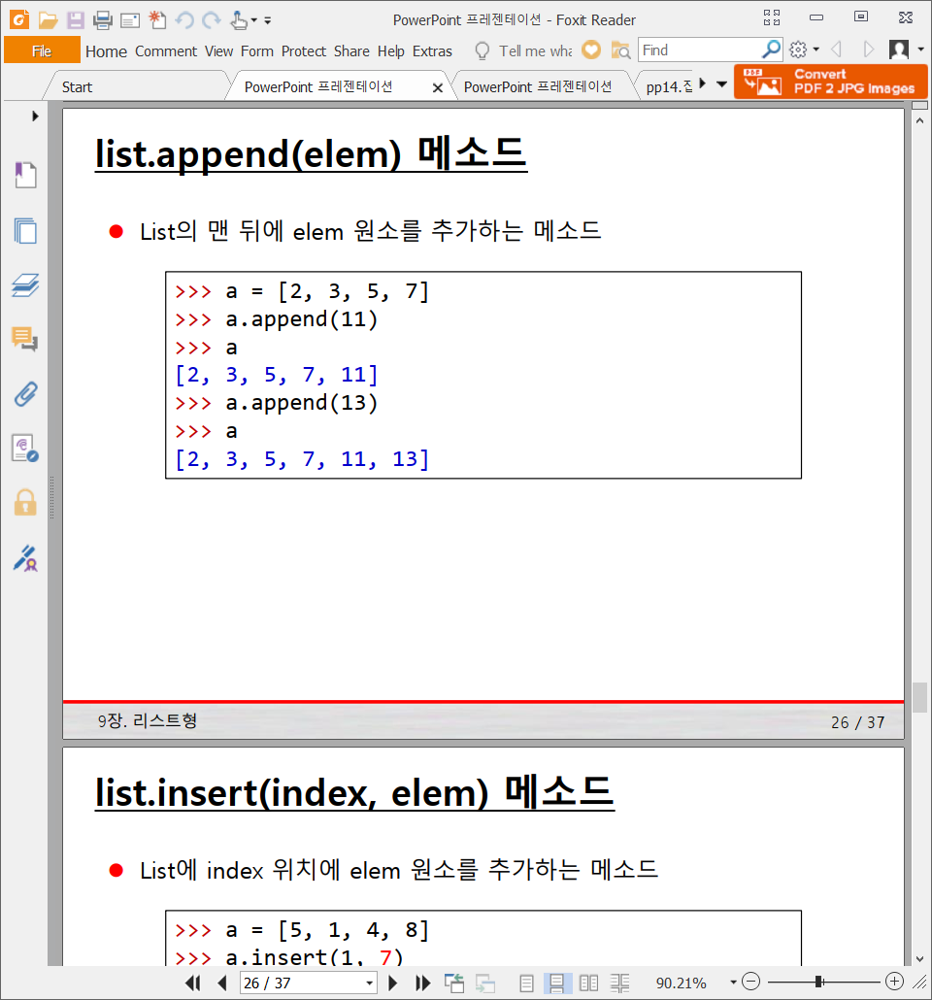 PowerPoint 프레젠테이션 - Foxit Reader
File Home Comment View Form Protect Share Help Extras Tell me wha Find
Start PowerPoint 프레젠테이션 PowerPoint 프레젠테이션 pp14.집
PDF Convert
PDF 2 JPG Images
list.append(elem) 메소드
List의 맨 뒤에 elem 원소를 추가하는 메소드
>>> a = [2, 3, 5, 7]
>>> a.append(11)
>>> a
[2, 3, 5, 7, 11]
>>> a.append(13)
>>> a
[2, 3, 5, 7, 11, 13]
9장. 리스트형 26 / 37
list.insert(index, elem) 메소드
List에 index 위치에 elem 원소를 추가하는 메소드
>>> a = [5, 1, 4, 8]
>>> a.insert(1, 7)
26 / 37 90.21%